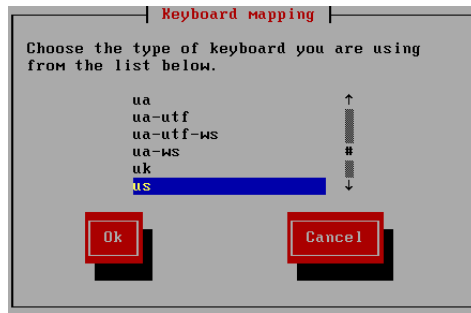 Keyboard mapping
Choose the type of keyboard you are using
from the list below.
ua
ua-utf
ua-utf-ws
ua-ws
#
uk
us
Ok
Cancel